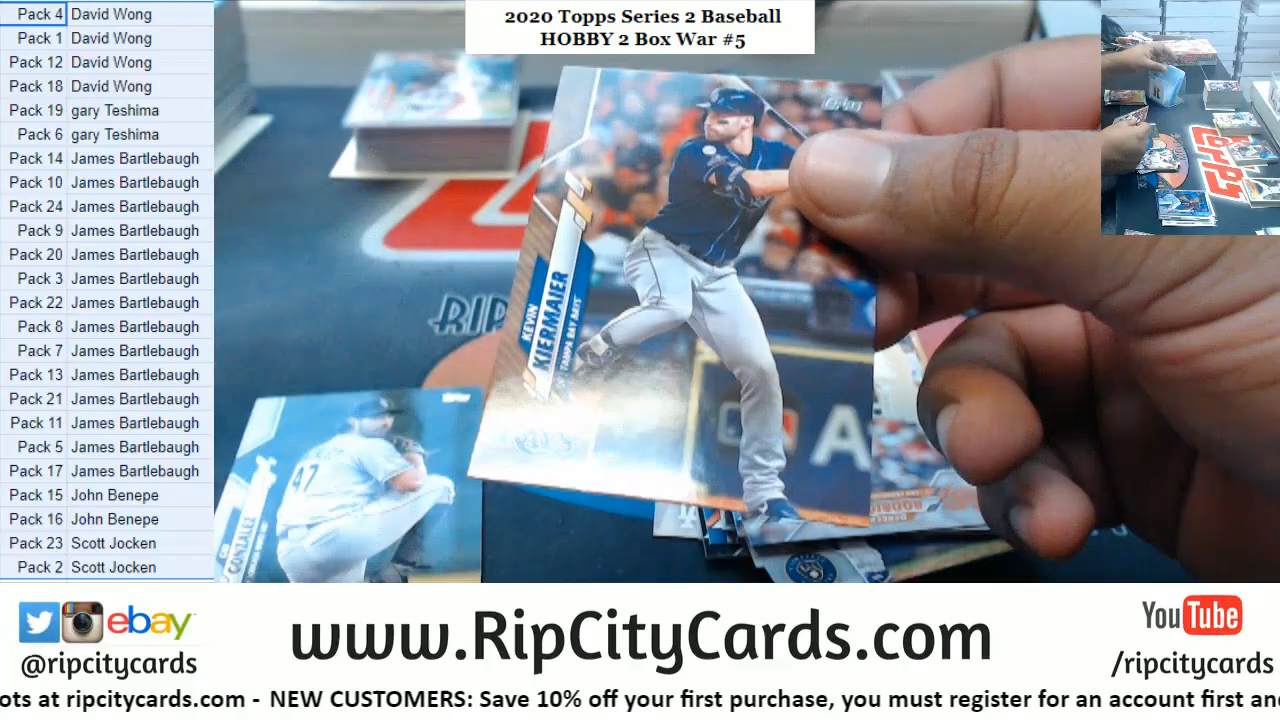 Pack 4 David Wong
Pack 1 David Wong
Pack 12 David Wong
Pack 18 David Wong
Pack 19 gary Teshima
Pack 6 gary Teshima
Pack 14 James Bartlebaugh
Pack 10 James Bartlebaugh
Pack 24 James Bartlebaugh
Pack 9 James Bartlebaugh
Pack 20 James Bartlebaugh
Pack 3 James Bartlebaugh
Pack 22 James Bartlebaugh
Pack 8 James Bartlebaugh
Pack 7 James Bartlebaugh
Pack 13 James Bartlebaugh
Pack 21 James Bartlebaugh
Pack 11 James Bartlebaugh
Pack 5 James Bartlebaugh
Pack 17 James Bartlebaugh
Pack 15 John Benepe
Pack 16 John Benepe
Pack 23 Scott Jocken
Pack 2 Scott Jocken
2020 Topps Series 2 Baseball
HOBBY 2 Box War #5
Topps
KEVIN
KIERMAIER
TAMPA BAY RAYS
RIP
A
Topps
47
GONZALEZ
RODRI
Topps
ebay
@ripcitycards
www.RipCityCards.com
YouTube
/ripcitycards
ots at ripcitycards.com - NEW CUSTOMERS: Save 10% off your first purchase, you must register for an account first and